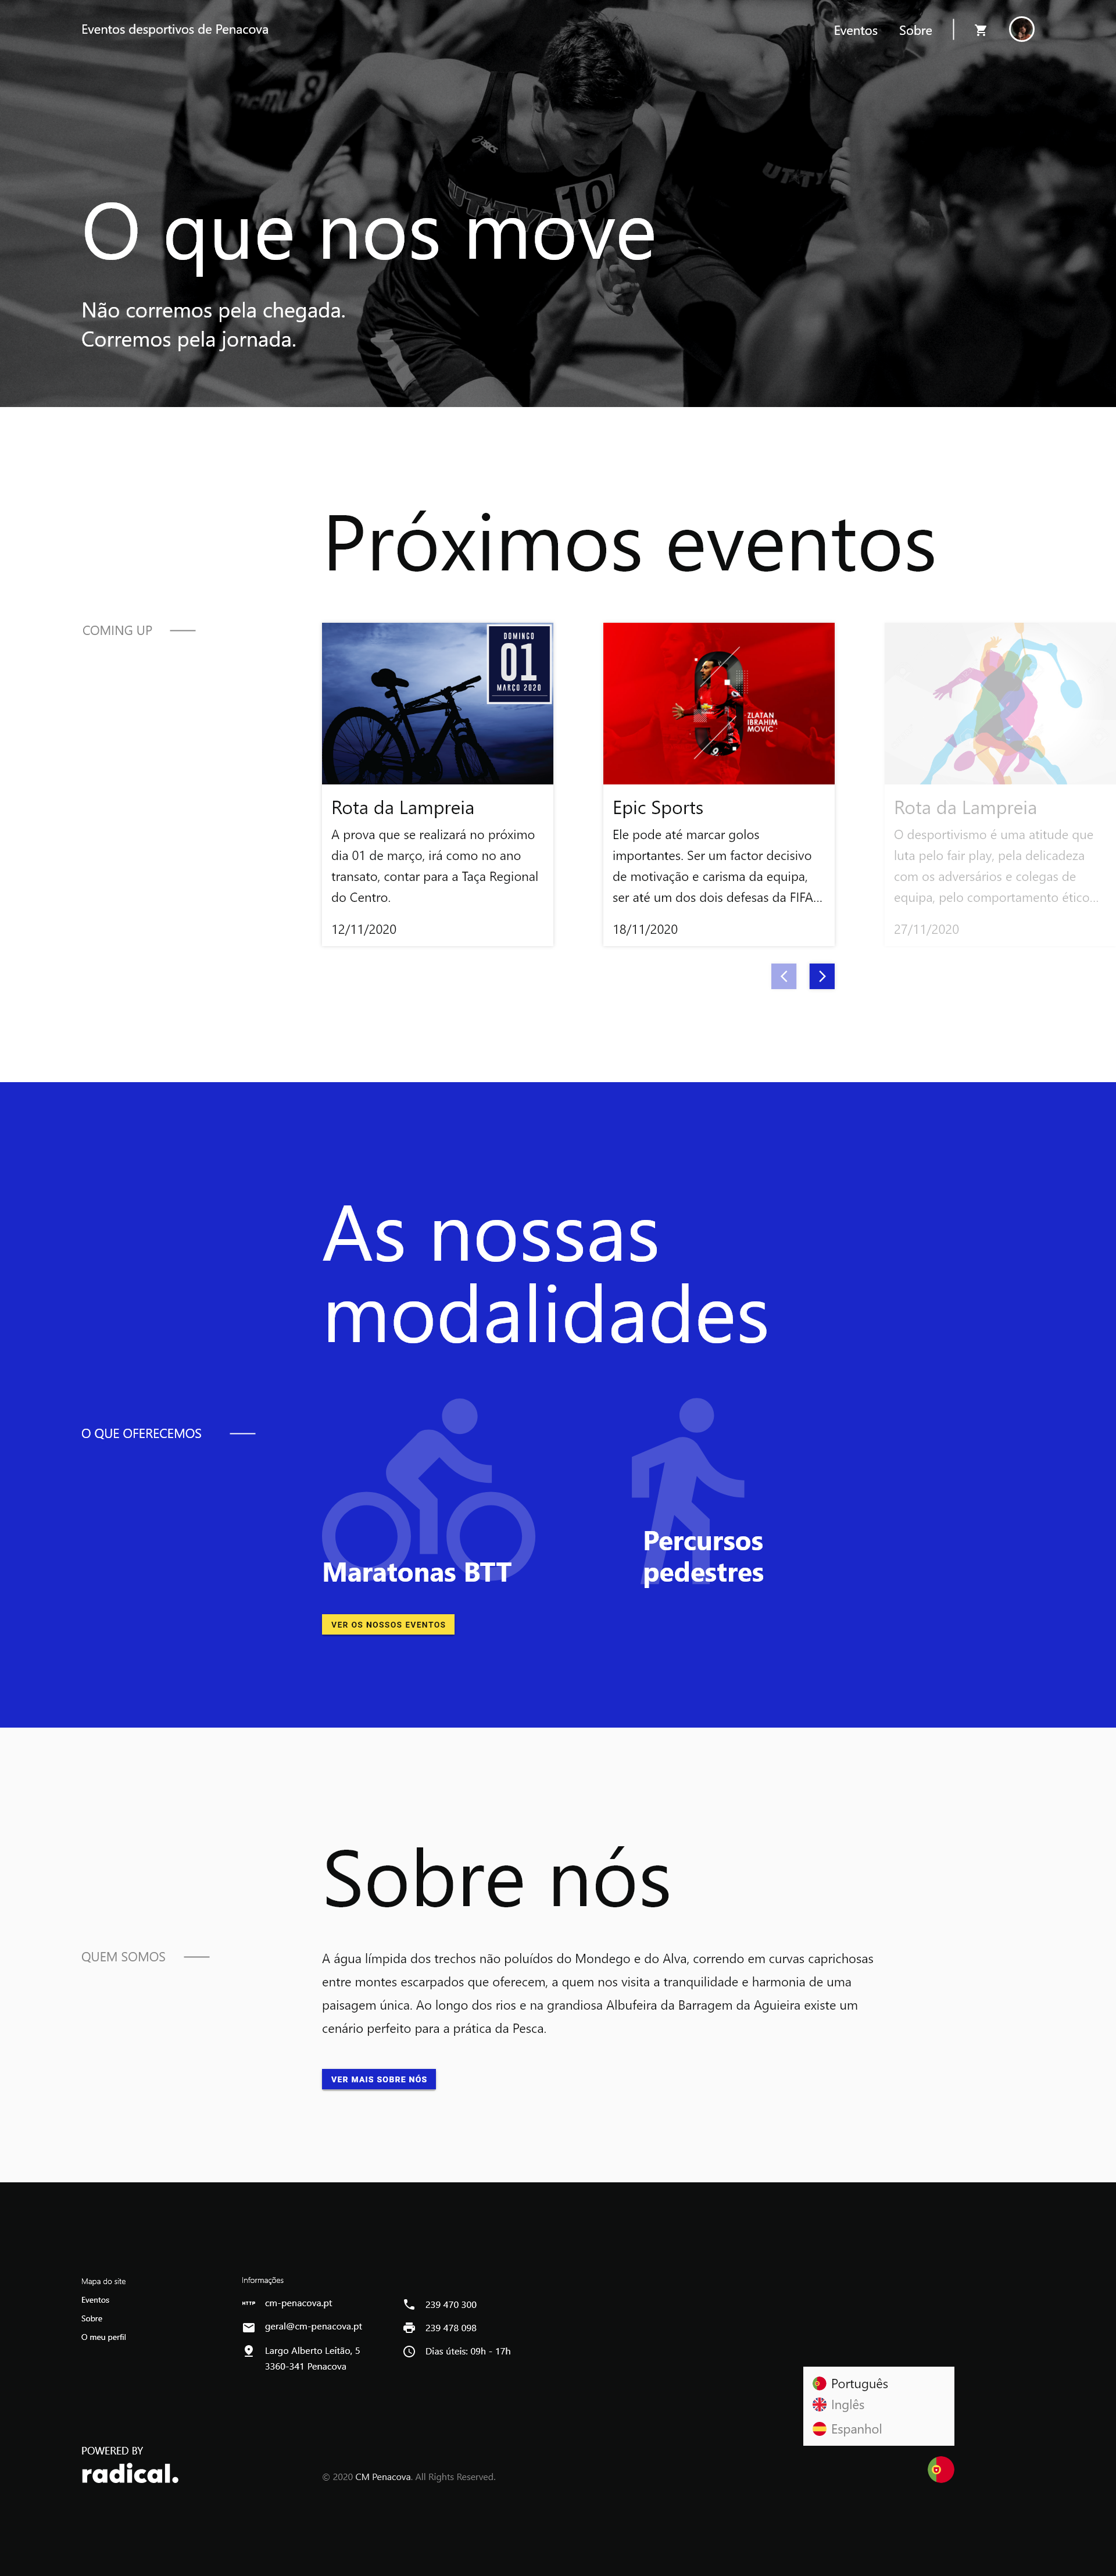 Eventos desportivos de Penacova
Eventos
Sobre
asics
8
UT TYL
10
UT TY
O que nos move
Não corremos pela chegada.
Corremos pela jornada.
Próximos eventos
COMING UP
DOMINGO
01
MARÇO 2020
Rota da Lampreia
A prova que se realizará no próximo
dia 01 de março, irá como no ano
transato, contar para a Taça Regional
do Centro.
12/11/2020
ZLATAN
IBRAHIM
MOVIC
9
Epic Sports
Ele pode até marcar golos
importantes. Ser um factor decisivo
de motivação e carisma da equipa,
ser até um dos dois defesas da FIFA...
18/11/2020
Rota da Lampreia
O desportivismo é uma atitude que
luta pelo fair play, pela delicadeza
com os adversários e colegas de
equipa, pelo comportamento ético...
27/11/2020
As nossas
modalidades
O QUE OFERECEMOS
Maratonas BTT
Percursos
pedestres
VER OS NOSSOS EVENTOS
Sobre nós
QUEM SOMOS
A água límpida dos trechos não poluídos do Mondego e do Alva, correndo em curvas caprichosas
entre montes escarpados que oferecem, a quem nos visita a tranquilidade e harmonia de uma
paisagem única. Ao longo dos rios e na grandiosa Albufeira da Barragem da Aguieira existe um
cenário perfeito para a prática da Pesca.
VER MAIS SOBRE NÓS
Mapa do site
Eventos
Sobre
O meu perfil
Informações
HTTP cm-penacova.pt
geral@cm-penacova.pt
Largo Alberto Leitão, 5
3360-341 Penacova
239 470 300
239 478 098
Dias úteis: 09h - 17h
Português
Inglês
Espanhol
POWERED BY
radical.
© 2020 CM Penacova. All Rights Reserved.